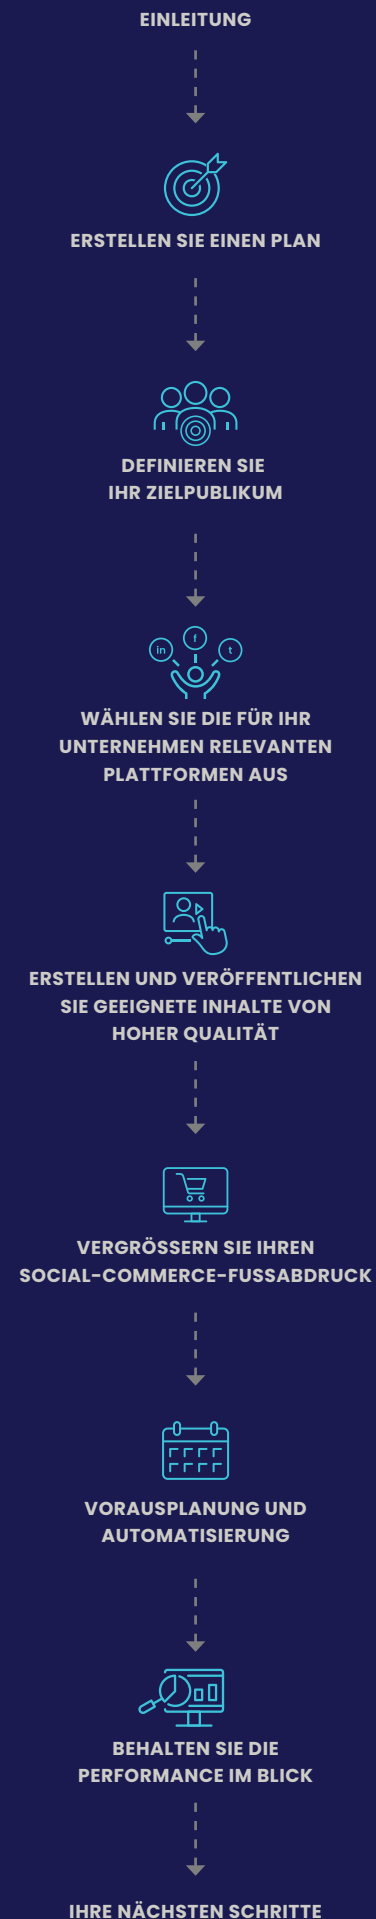 EINLEITUNG
ERSTELLEN SIE EINEN PLAN
DEFINIEREN SIE
IHR ZIELPUBLIKUM
in
f
t
WÄHLEN SIE DIE FÜR IHR
UNTERNEHMEN RELEVANTEN
PLATTFORMEN AUS
ERSTELLEN UND VERÖFFENTLICHEN
SIE GEEIGNETE INHALTE VON
HOHER QUALITÄT
VERGRÖSSERN SIE IHREN
SOCIAL-COMMERCE-FUSSABDRUCK
VORAUSPLANUNG UND
AUTOMATISIERUNG
BEHALTEN SIE DIE
PERFORMANCE IM BLICK
IHRE NÄCHSTEN SCHRITTE